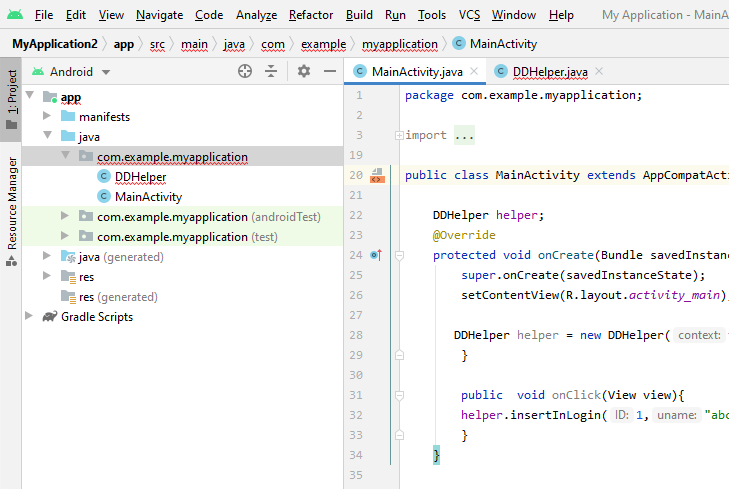 File Edit View Navigate Code Analyze Refactor Build Run Tools VCS Window Help My Application - MainA
MyApplication2 app src main java com example myapplication MainActivity
1: Project
Resource Manager
Android
app
manifests
java
com.example.myapplication
DDHelper
MainActivity
com.example.myapplication (androidTest)
com.example.myapplication (test)
java (generated)
res
res (generated)
Gradle Scripts
MainActivity.java DDHelper.java
1 package com.example.myapplication;
2
3 import ...
19
20 public class MainActivity extends AppCompatActi
21
22 DDHelper helper;
23 @Override
24 protected void onCreate(Bundle savedInstanc
25 super.onCreate(savedInstanceState);
26 setContentView(R.layout.activity_main)
27
28 DDHelper helper = new DDHelper( context:
29 }
30
31 public void onClick(View view){
32 helper.insertInLogin( ID: 1, uname: "abc
33 }
34 }
35